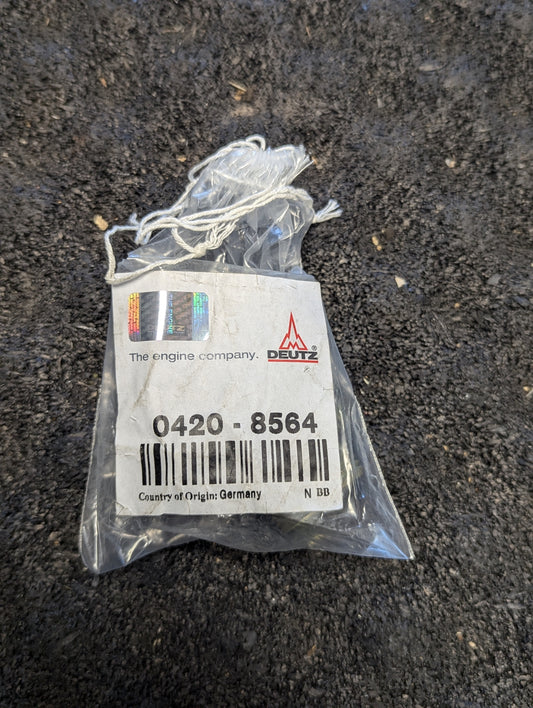 The engine company.
DEUTZ®
0420 - 8564
Country of Origin: Germany
N BB